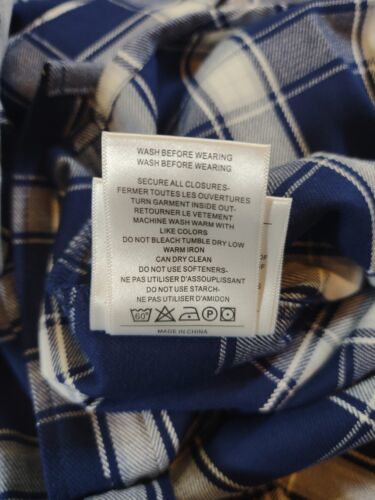 WASH BEFORE WEARING
WASH BEFORE WEARING
SECURE ALL CLOSURES-
FERMER TOUTES LES OUVERTURES
TURN GARMENT INSIDE OUT-
RETOURNER LE VETEMENT
MACHINE WASH WARM WITH
LIKE COLORS
DO NOT BLEACH TUMBLE DRY LOW
WARM IRON
CAN DRY CLEAN
DO NOT USE SOFTENERS-
NE PAS UTILISER D'ASSOUPLISSANT
DO NOT USE STARCH-
NE PAS UTILISER D'AMIDON
60° P
MADE IN CHINA